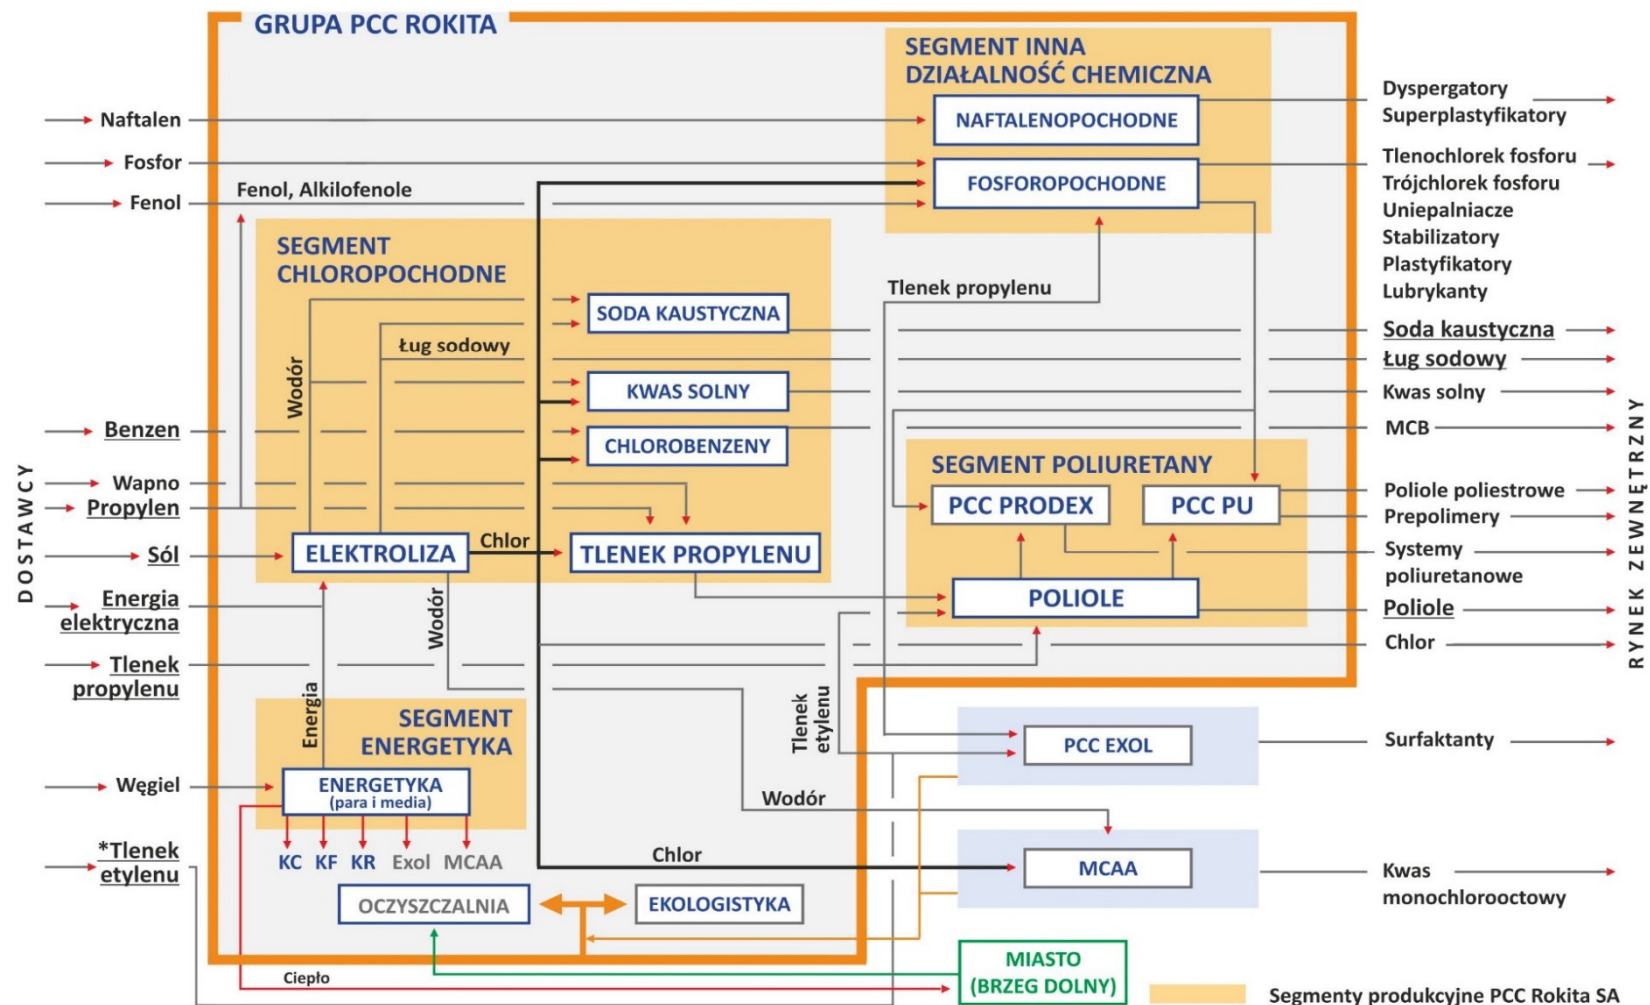 GRUPA PCC ROKITA
SEGMENT INNA
DZIAŁALNOŚĆ CHEMICZNA
NAFTALENOPOCHODNE
FOSFOROPOCHODNE
Naftalen
Fosfor
Fenol
Fenol, Alkilofenole
Dyspergatory
Superplastyfikatory
Tlenochlorek fosforu
Trójchlorek fosforu
Uniepalniacze
Stabilizatory
Plastyfikatory
Lubrykanty
SEGMENT
CHLOROPOCHODNE
SODA KAUSTYCZNA
Ług sodowy
Wodór
KWAS SOLNY
CHLOROBENZENY
Tlenek propylenu
Soda kaustyczna
Ług sodowy
Kwas solny
MCB
DOSTAWCY
Benzen
Wapno
Propylen
Sól
Energia
elektryczna
Tlenek
propylenu
Węgiel
*Tlenek
etylenu
ELEKTROLIZA
Chlor
TLENEK PROPYLENU
Wodór
Energia
SEGMENT POLIURETANY
PCC PRODEX
PCC PU
POLIOLE
Poliole poliestrowe
Prepolimery
Systemy
poliuretanowe
Poliole
Chlor
RYNEK ZEWNĘTRZNY
SEGMENT
ENERGETYKA
ENERGETYKA
(para i media)
KC KF KR Exol MCAA
Tlenek
etylenu
PCC EXOL
Surfaktanty
Wodór
Chlor
MCAA
Kwas
monochlorooctowy
OCZYSZCZALNIA
EKOLOGISTYKA
Ciepło
MIASTO
(BRZEG DOLNY)
Segmenty produkcyjne PCC Rokita SA